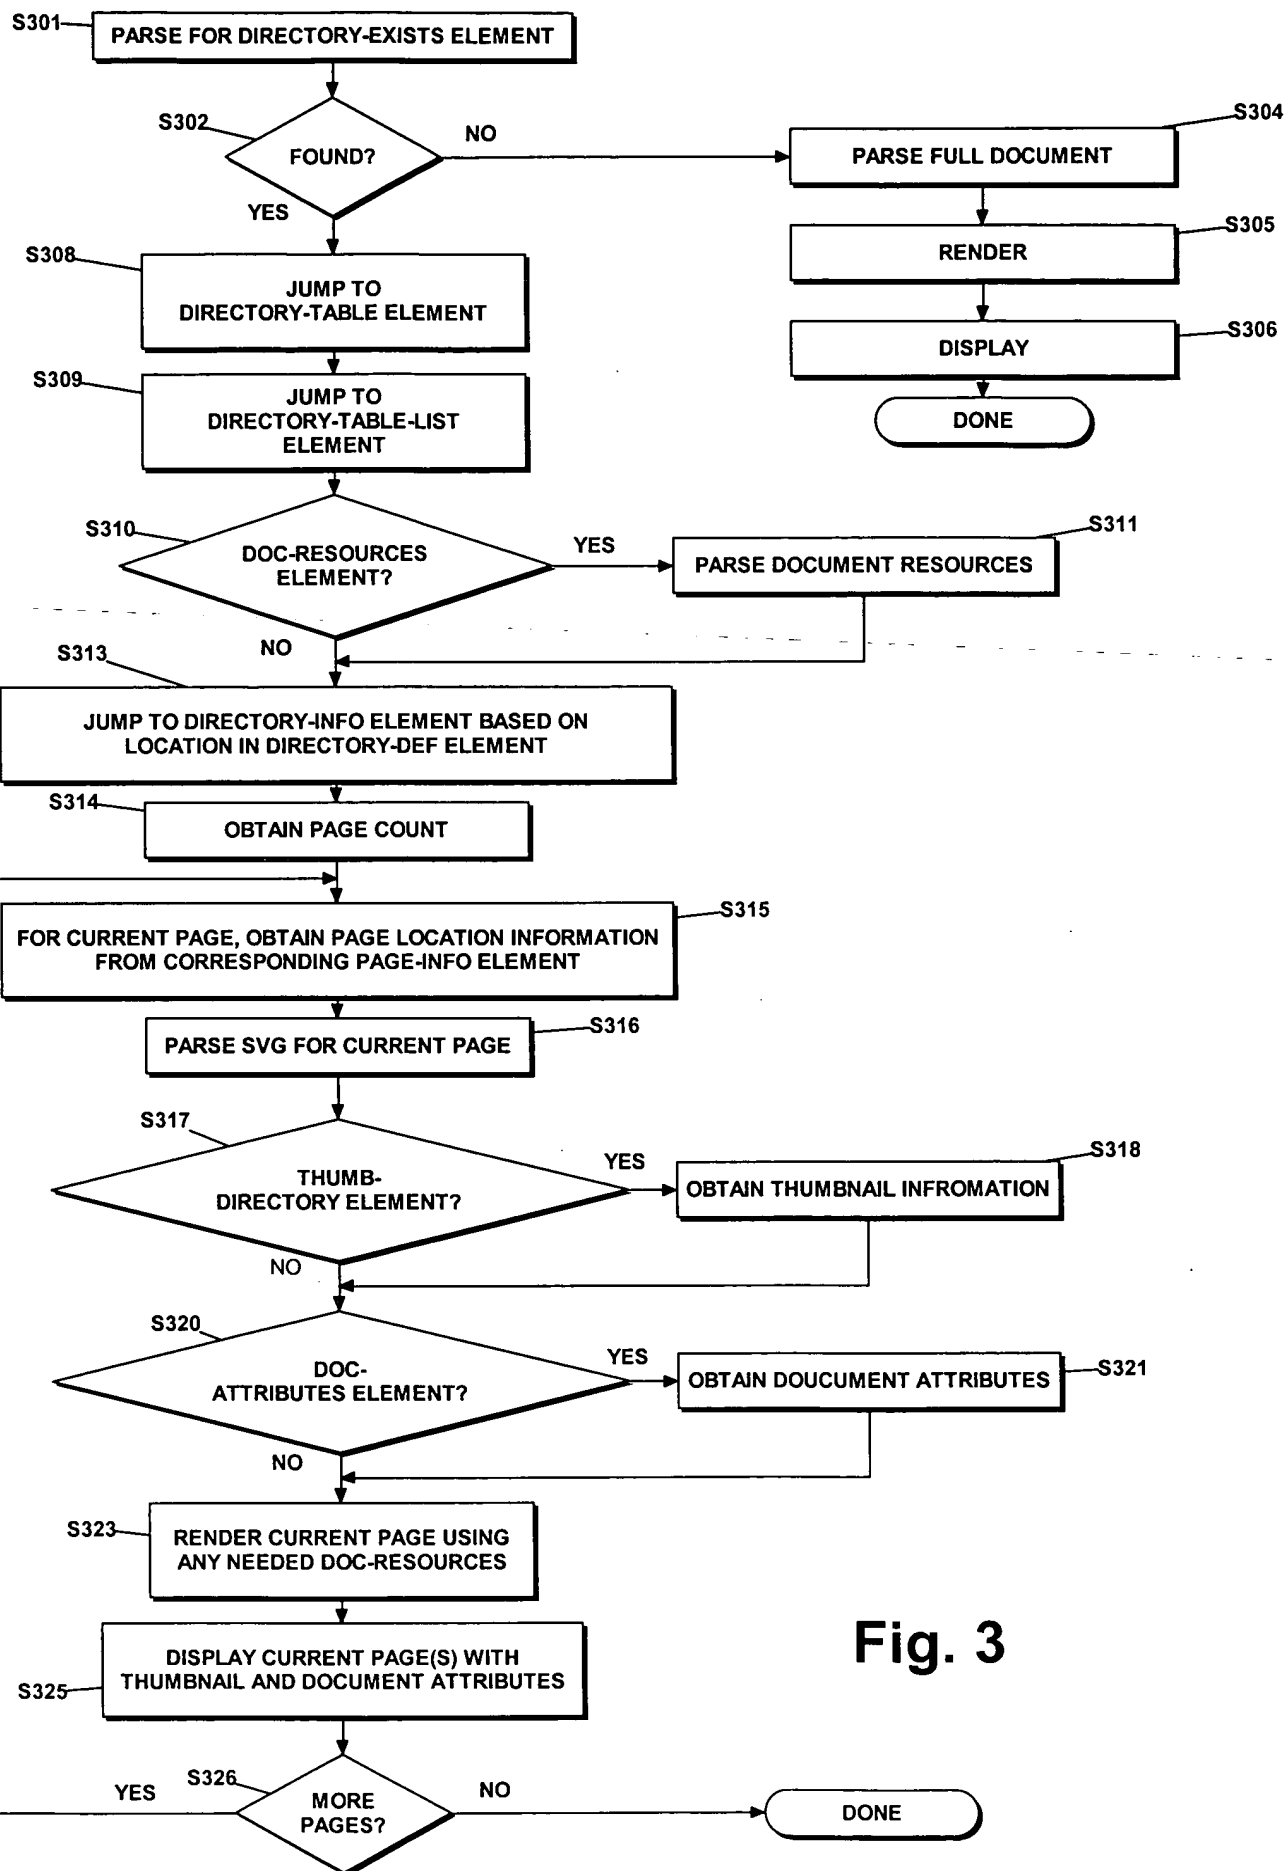 S301
PARSE FOR DIRECTORY-EXISTS ELEMENT
S302
FOUND?
NO
YES
S304
PARSE FULL DOCUMENT
S305
RENDER
S306
DISPLAY
DONE
S308
JUMP TO
DIRECTORY-TABLE ELEMENT
S309
JUMP TO
DIRECTORY-TABLE-LIST
ELEMENT
S310
DOC-RESOURCES
ELEMENT?
YES
S311
PARSE DOCUMENT RESOURCES
NO
S313
JUMP TO DIRECTORY-INFO ELEMENT BASED ON
LOCATION IN DIRECTORY-DEF ELEMENT
S314
OBTAIN PAGE COUNT
S315
FOR CURRENT PAGE, OBTAIN PAGE LOCATION INFORMATION
FROM CORRESPONDING PAGE-INFO ELEMENT
S316
PARSE SVG FOR CURRENT PAGE
S317
THUMB-
DIRECTORY ELEMENT?
YES
S318
OBTAIN THUMBNAIL INFROMATION
NO
S320
DOC-
ATTRIBUTES ELEMENT?
YES
S321
OBTAIN DOUCUMENT ATTRIBUTES
NO
S323
RENDER CURRENT PAGE USING
ANY NEEDED DOC-RESOURCES
S325
DISPLAY CURRENT PAGE(S) WITH
THUMBNAIL AND DOCUMENT ATTRIBUTES
Fig. 3
S326
MORE
PAGES?
YES
NO
DONE